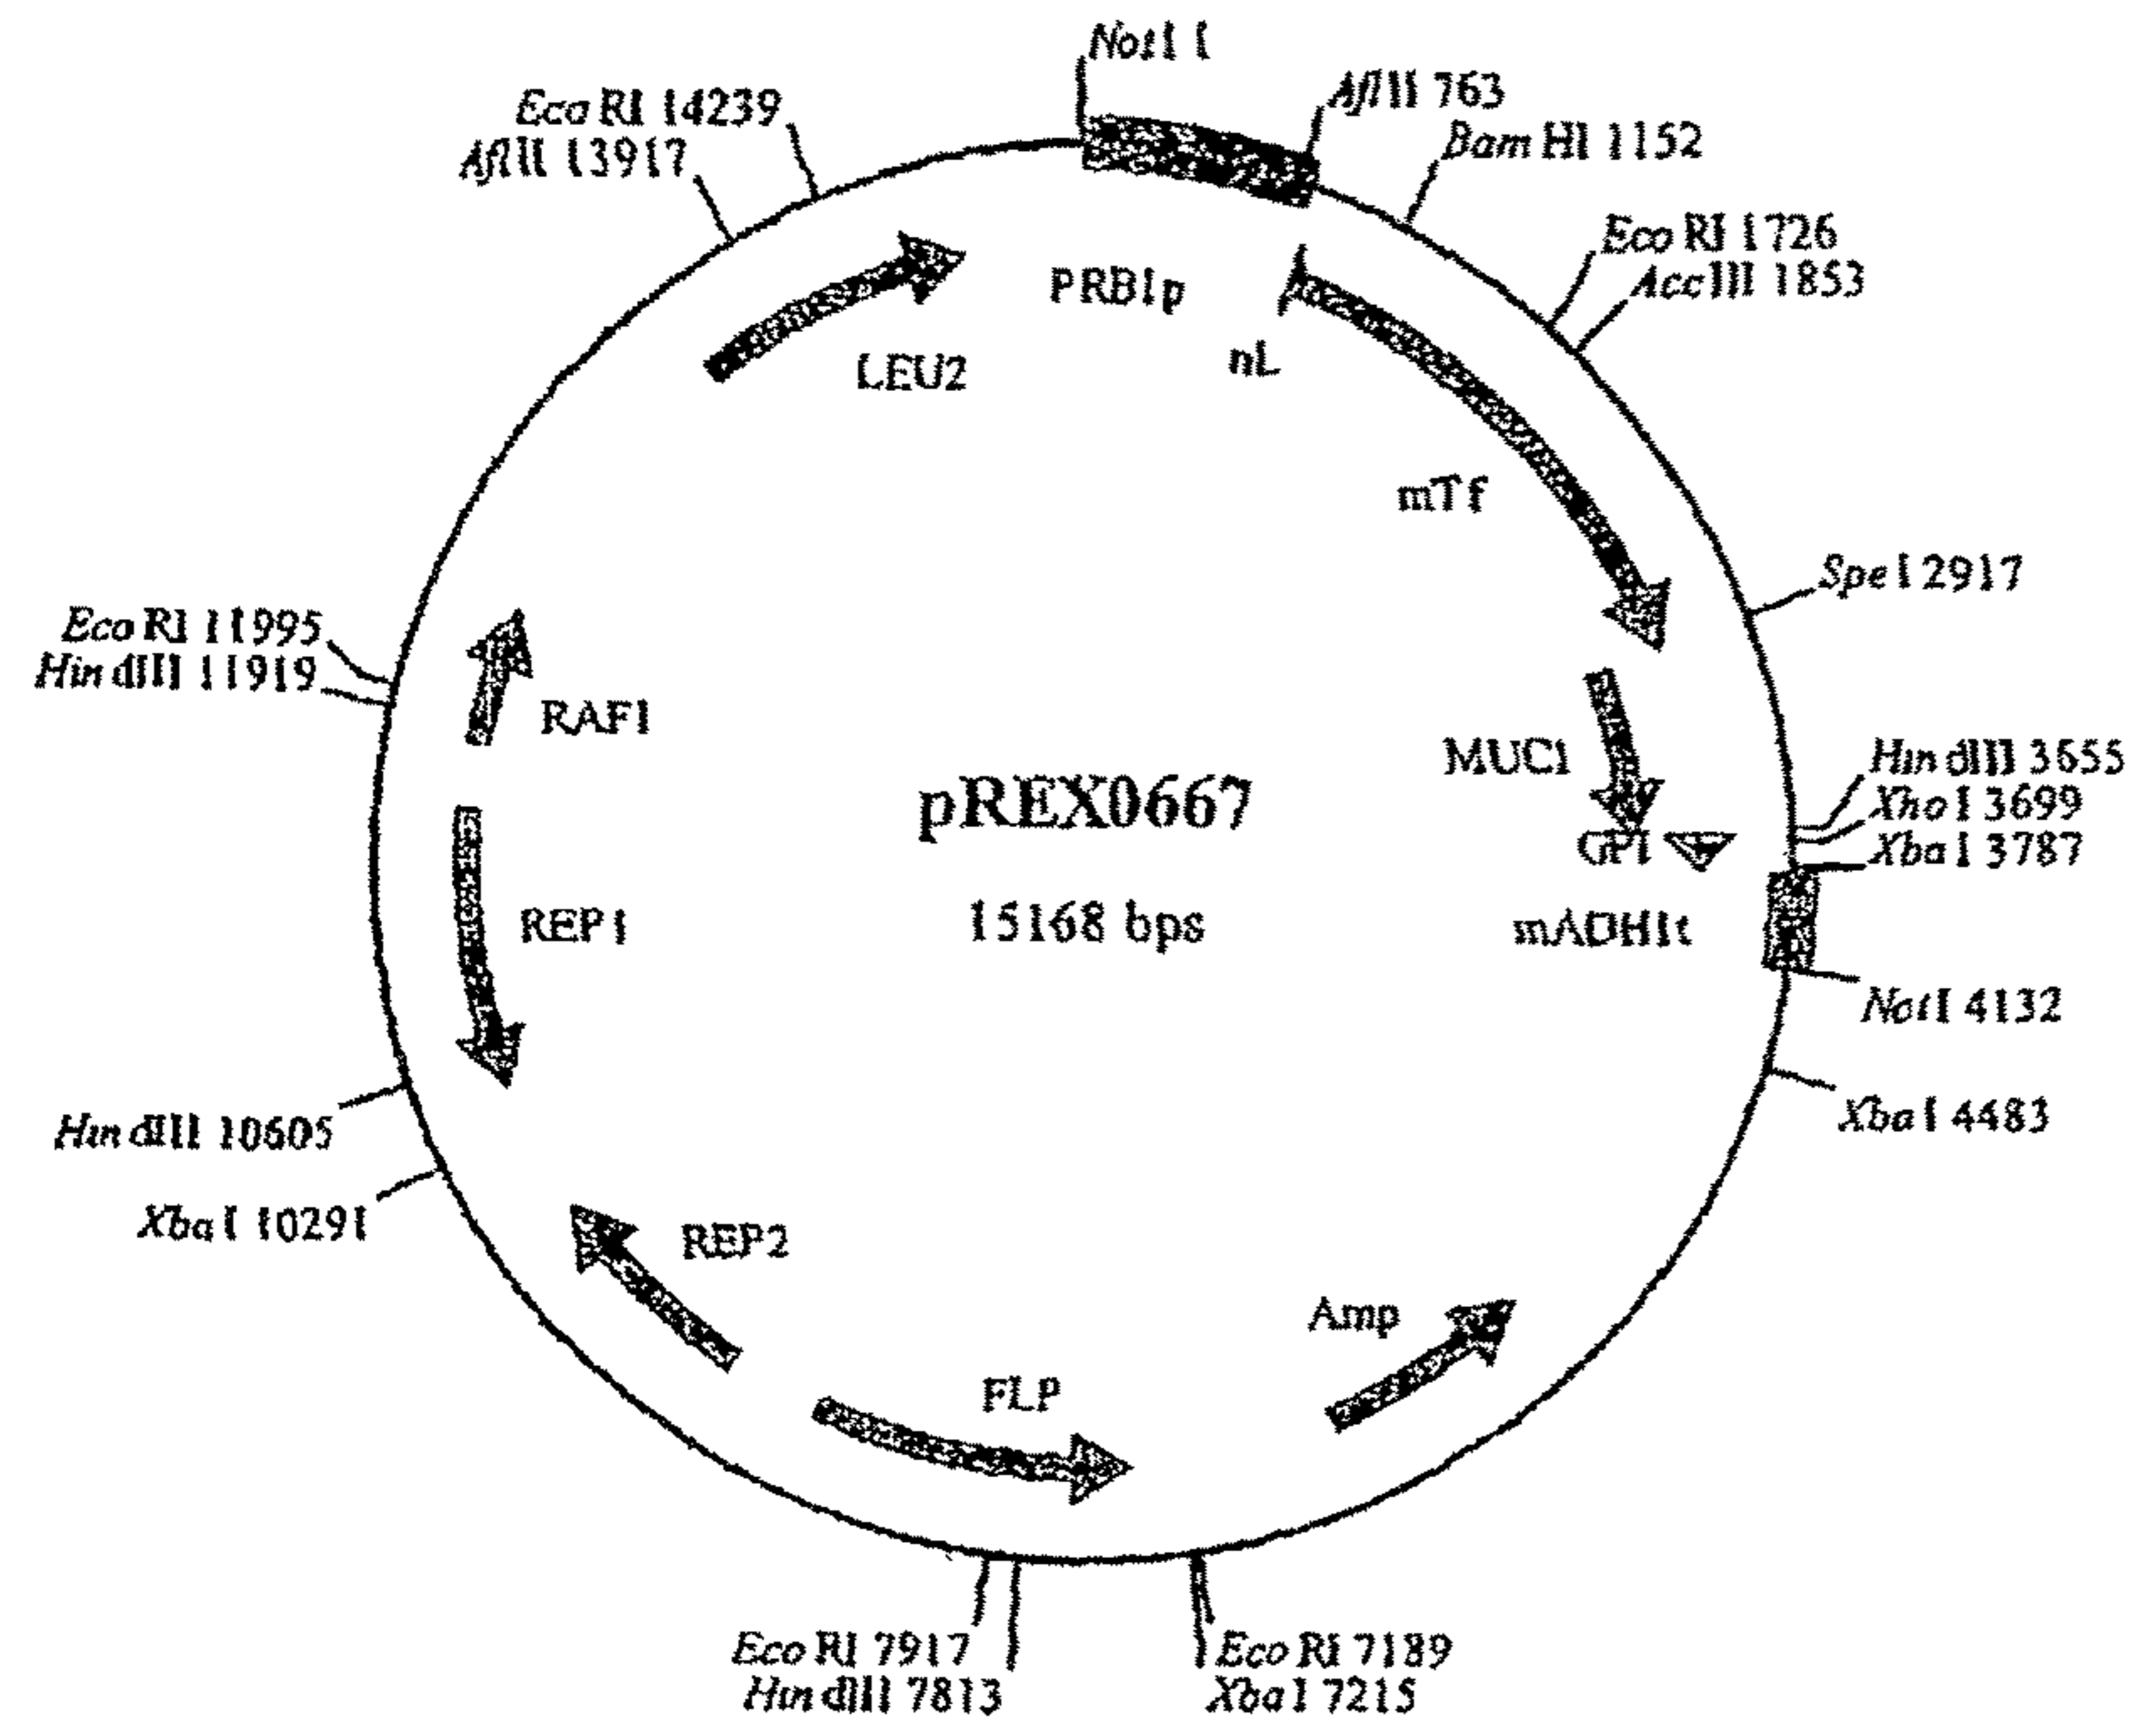 NotI 1
AflII 763
BamHI 1152
EcoRI 1726
AccIII 1853
SpeI 2917
HindIII 3655
XhoI 3699
XbaI 3787
NotI 4132
XbaI 4483
EcoRI 7189
XbaI 7215
EcoRI 7917
HindIII 7813
XbaI 10291
HindIII 10605
HindIII 11919
EcoRI 11995
AflII 13917
EcoRI 14239
PRB1p
nL
mTf
MUC1
GPI
mADH1t
Amp
FLP
REP2
REP1
RAF1
LEU2
pREX0667
15168 bps